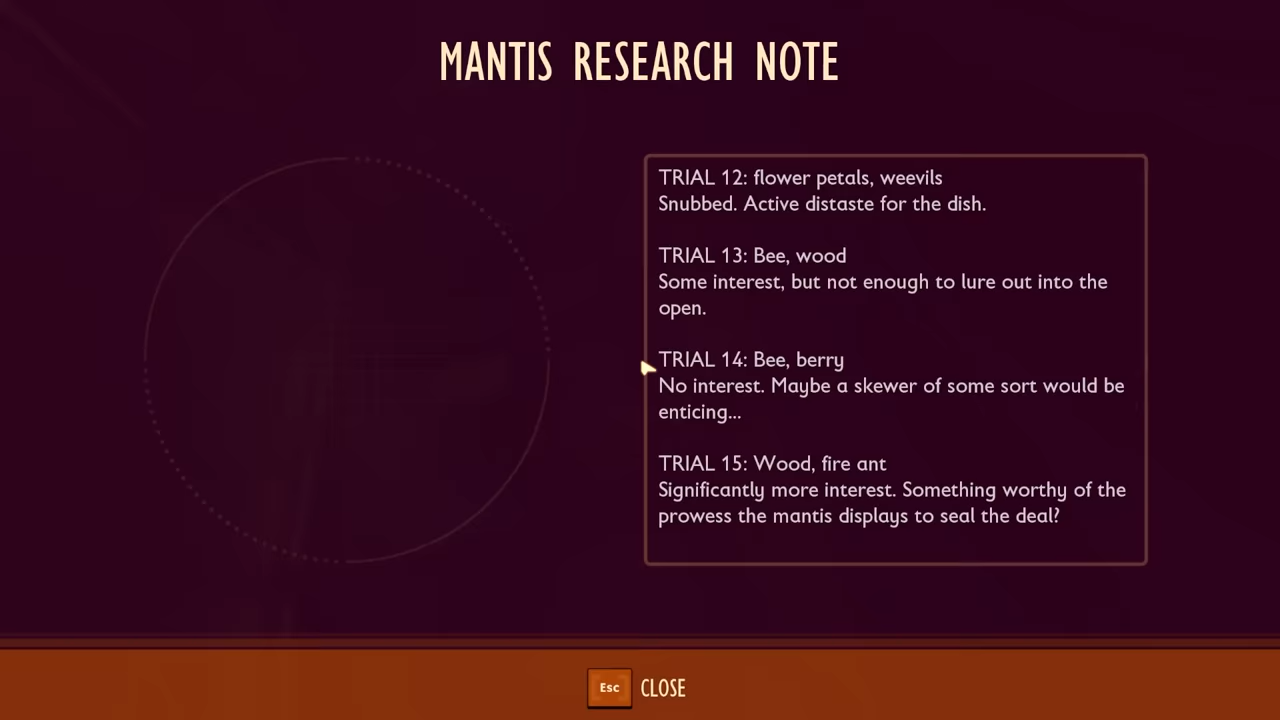 MANTIS RESEARCH NOTE
TRIAL 12: flower petals, weevils
Snubbed. Active distaste for the dish.
TRIAL 13: Bee, wood
Some interest, but not enough to lure out into the
open.
TRIAL 14: Bee, berry
No interest. Maybe a skewer of some sort would be
enticing...
TRIAL 15: Wood, fire ant
Significantly more interest. Something worthy of the
prowess the mantis displays to seal the deal?
Esc CLOSE